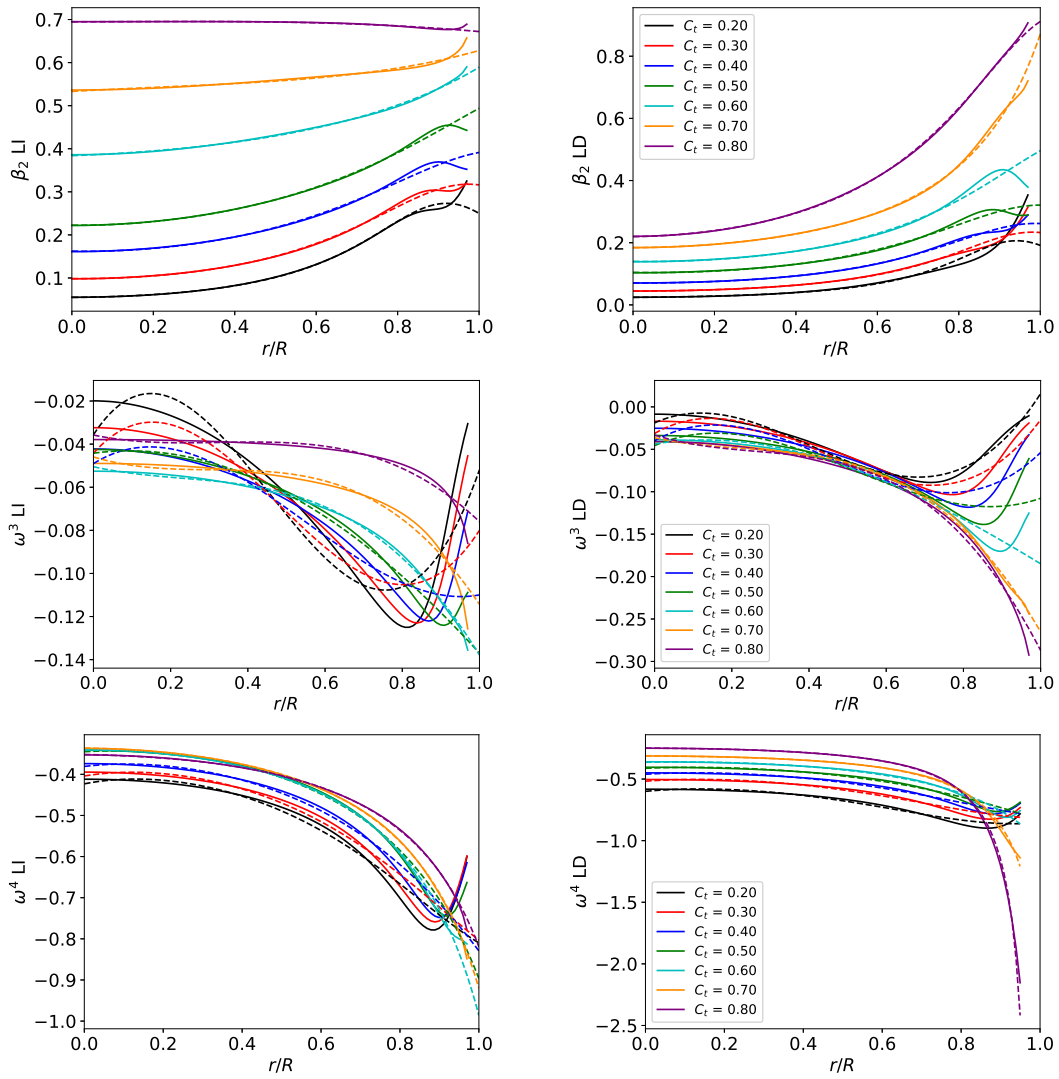 β₂ LI
0.7
0.6
0.5
0.4
0.3
0.2
0.1
0.0 0.2 0.4 0.6 0.8 1.0
r/R
β₂ LD
0.8
0.6
0.4
0.2
0.0
0.0 0.2 0.4 0.6 0.8 1.0
r/R
Cₜ = 0.20
Cₜ = 0.30
Cₜ = 0.40
Cₜ = 0.50
Cₜ = 0.60
Cₜ = 0.70
Cₜ = 0.80
ω³ LI
−0.02
−0.04
−0.06
−0.08
−0.10
−0.12
−0.14
0.0 0.2 0.4 0.6 0.8 1.0
r/R
ω³ LD
0.00
−0.05
−0.10
−0.15
−0.20
−0.25
−0.30
0.0 0.2 0.4 0.6 0.8 1.0
r/R
Cₜ = 0.20
Cₜ = 0.30
Cₜ = 0.40
Cₜ = 0.50
Cₜ = 0.60
Cₜ = 0.70
Cₜ = 0.80
ω⁴ LI
−0.4
−0.5
−0.6
−0.7
−0.8
−0.9
−1.0
0.0 0.2 0.4 0.6 0.8 1.0
r/R
ω⁴ LD
−0.5
−1.0
−1.5
−2.0
−2.5
0.0 0.2 0.4 0.6 0.8 1.0
r/R
Cₜ = 0.20
Cₜ = 0.30
Cₜ = 0.40
Cₜ = 0.50
Cₜ = 0.60
Cₜ = 0.70
Cₜ = 0.80